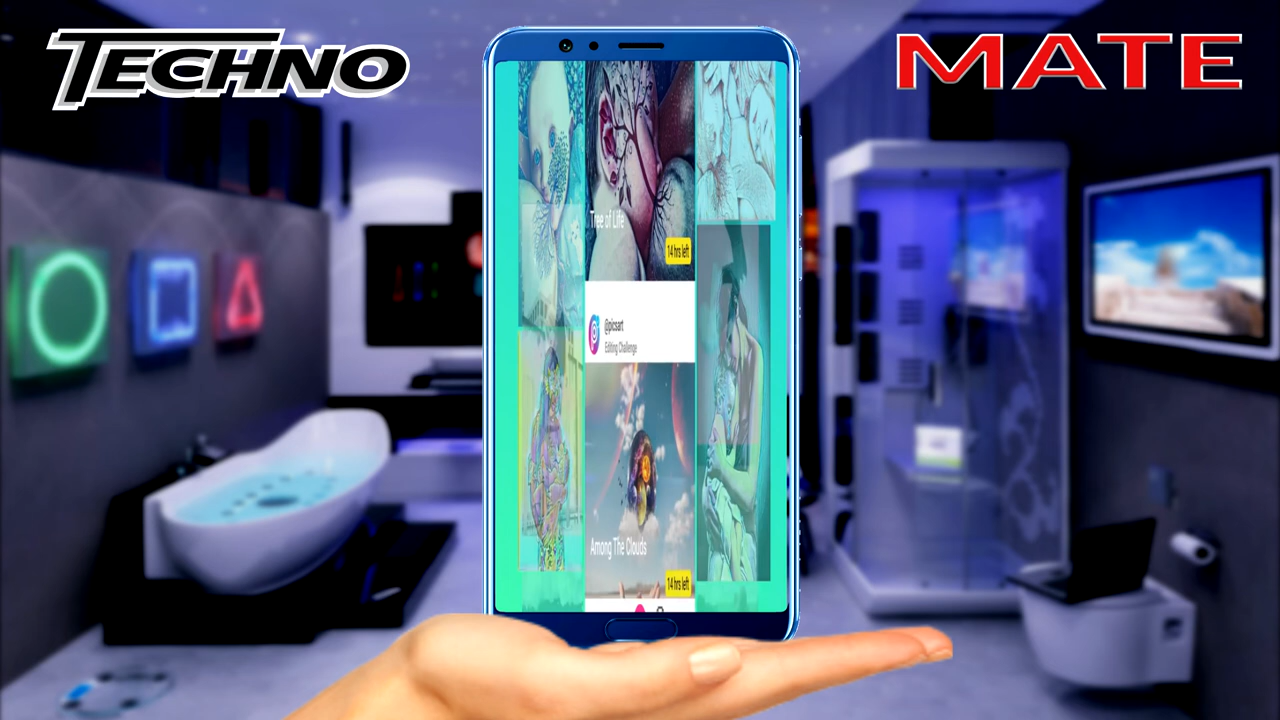 TECHNO
MATE
Tree of Life
14 hrs left
@picsart
Editing Challenge
Among The Clouds
14 hrs left